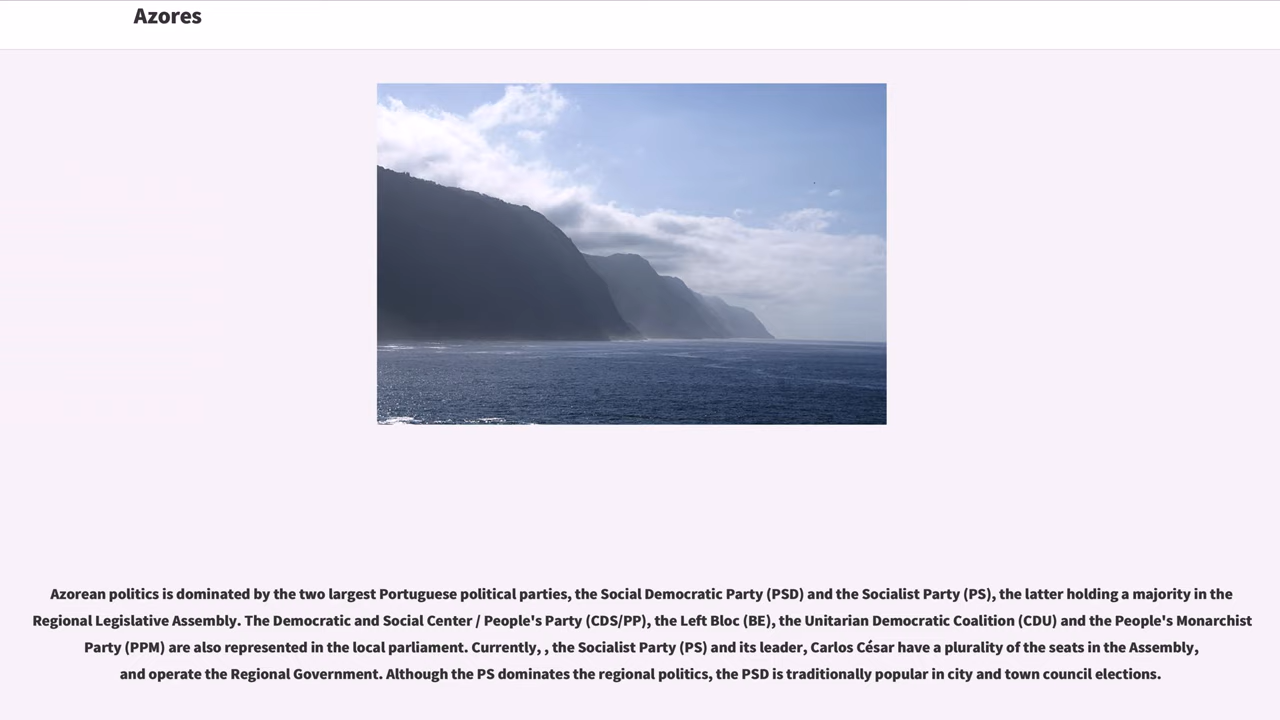 Azores
Azorean politics is dominated by the two largest Portuguese political parties, the Social Democratic Party (PSD) and the Socialist Party (PS), the latter holding a majority in the
Regional Legislative Assembly. The Democratic and Social Center / People's Party (CDS/PP), the Left Bloc (BE), the Unitarian Democratic Coalition (CDU) and the People's Monarchist
Party (PPM) are also represented in the local parliament. Currently, , the Socialist Party (PS) and its leader, Carlos César have a plurality of the seats in the Assembly,
and operate the Regional Government. Although the PS dominates the regional politics, the PSD is traditionally popular in city and town council elections.